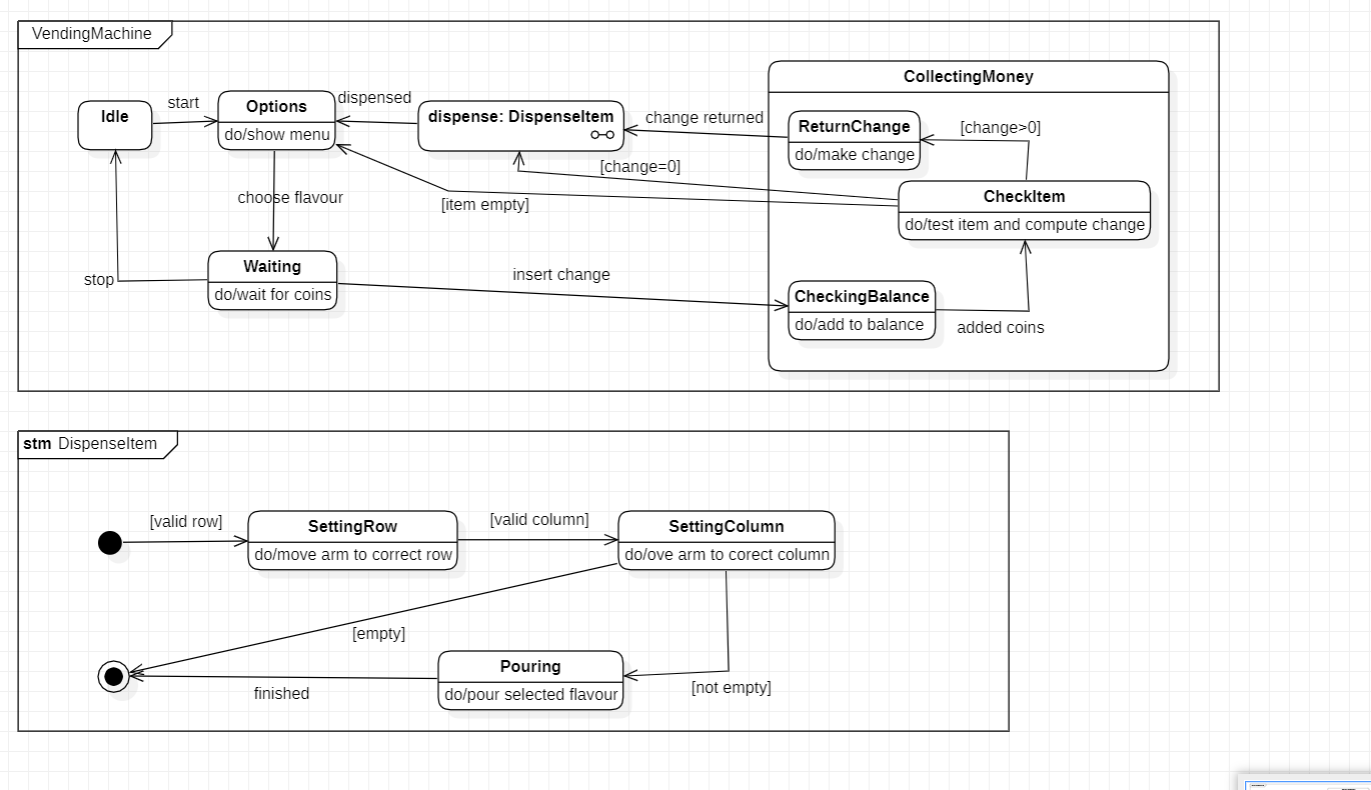 VendingMachine
CollectingMoney
Idle
start
Options
do/show menu
dispensed
dispense: DispenseItem
change returned
ReturnChange
do/make change
[change>0]
[change=0]
[item empty]
CheckItem
do/test item and compute change
choose flavour
Waiting
do/wait for coins
stop
insert change
CheckingBalance
do/add to balance
added coins
stm DispenseItem
[valid row]
SettingRow
do/move arm to correct row
[valid column]
SettingColumn
do/ove arm to corect column
[empty]
Pouring
do/pour selected flavour
finished
[not empty]